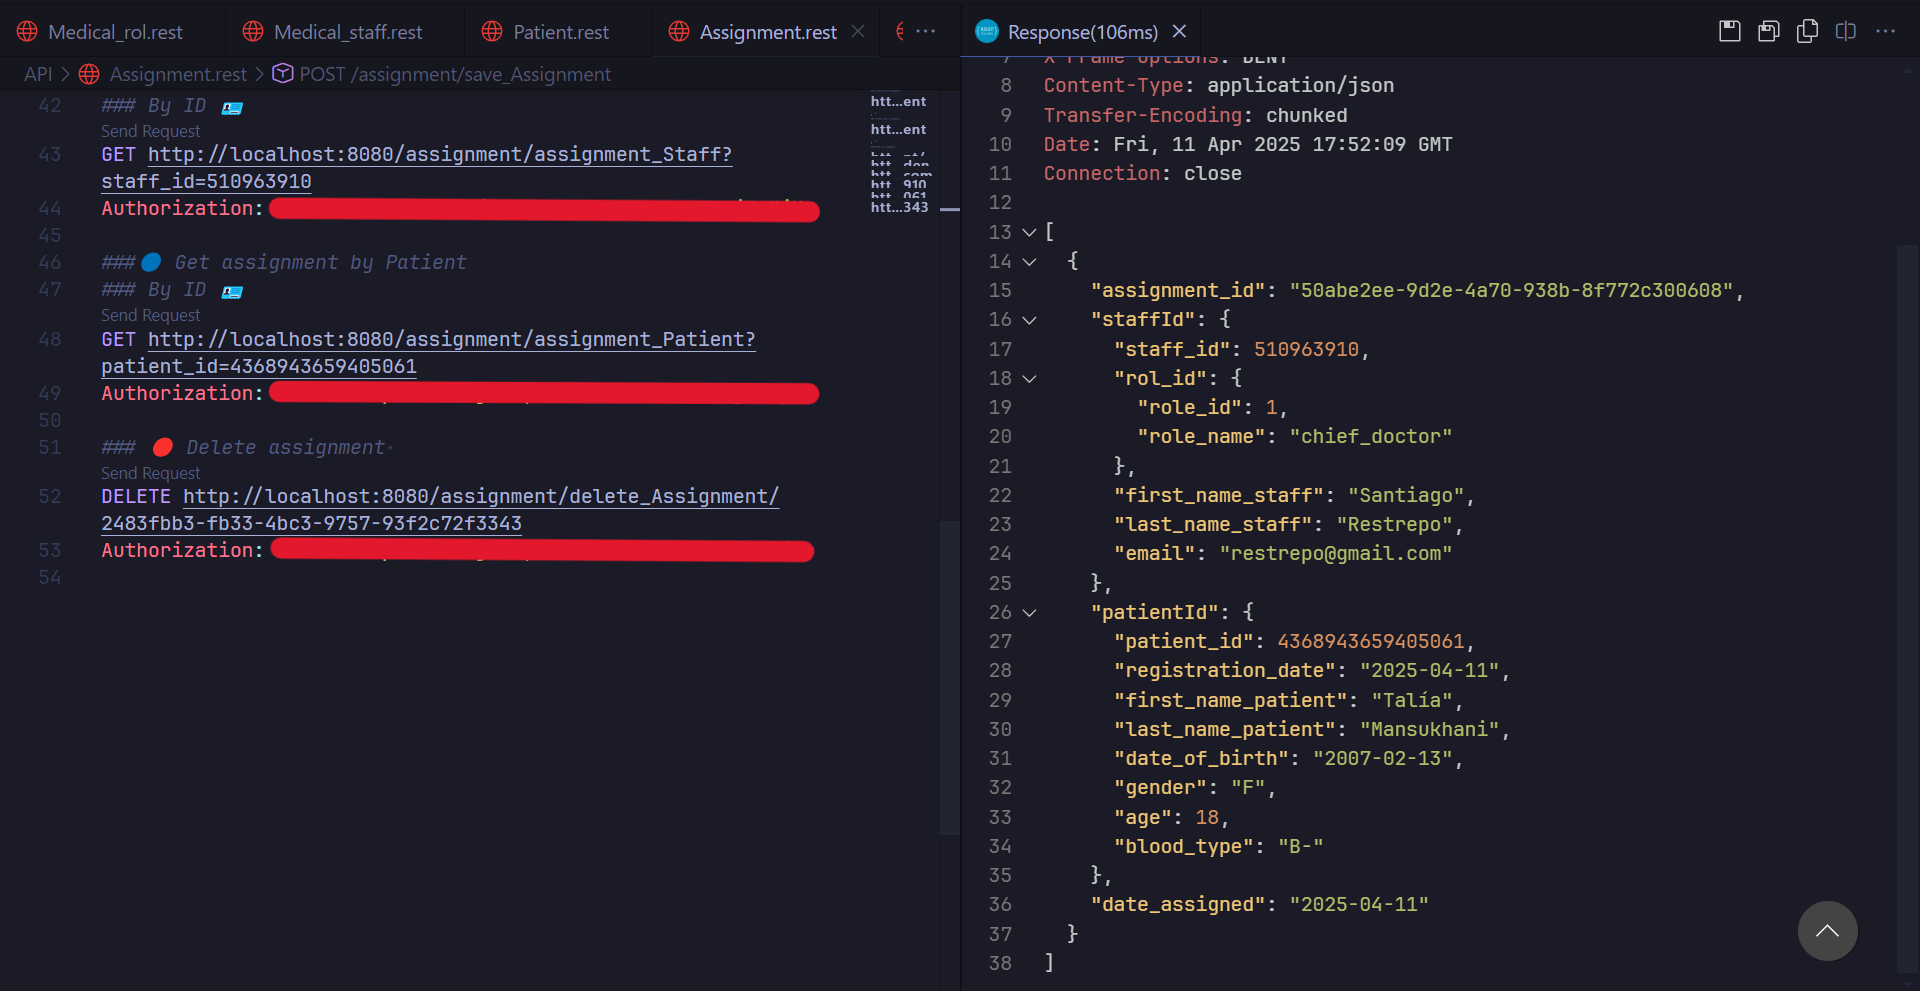 Medical_rol.rest
Medical_staff.rest
Patient.rest
Assignment.rest
API > Assignment.rest > POST /assignment/save_Assignment
42 ### By ID
Send Request
43 GET http://localhost:8080/assignment/assignment_Staff?
staff_id=510963910
44 Authorization:
45
46 ### Get assignment by Patient
47 ### By ID
Send Request
48 GET http://localhost:8080/assignment/assignment_Patient?
patient_id=4368943659405061
49 Authorization:
50
51 ### Delete assignment
Send Request
52 DELETE http://localhost:8080/assignment/delete_Assignment/
2483fbb3-fb33-4bc3-9757-93f2c72f3343
53 Authorization:
54
htt...ent
htt...ent
htt...910
htt...061
htt...343
Response(106ms)
7 X-Frame-Options: DENY
8 Content-Type: application/json
9 Transfer-Encoding: chunked
10 Date: Fri, 11 Apr 2025 17:52:09 GMT
11 Connection: close
12
13 [
14 {
15 "assignment_id": "50abe2ee-9d2e-4a70-938b-8f772c300608",
16 "staffId": {
17 "staff_id": 510963910,
18 "rol_id": {
19 "role_id": 1,
20 "role_name": "chief_doctor"
21 },
22 "first_name_staff": "Santiago",
23 "last_name_staff": "Restrepo",
24 "email": "restrepo@gmail.com"
25 },
26 "patientId": {
27 "patient_id": 4368943659405061,
28 "registration_date": "2025-04-11",
29 "first_name_patient": "Talía",
30 "last_name_patient": "Mansukhani",
31 "date_of_birth": "2007-02-13",
32 "gender": "F",
33 "age": 18,
34 "blood_type": "B-"
35 },
36 "date_assigned": "2025-04-11"
37 }
38 ]